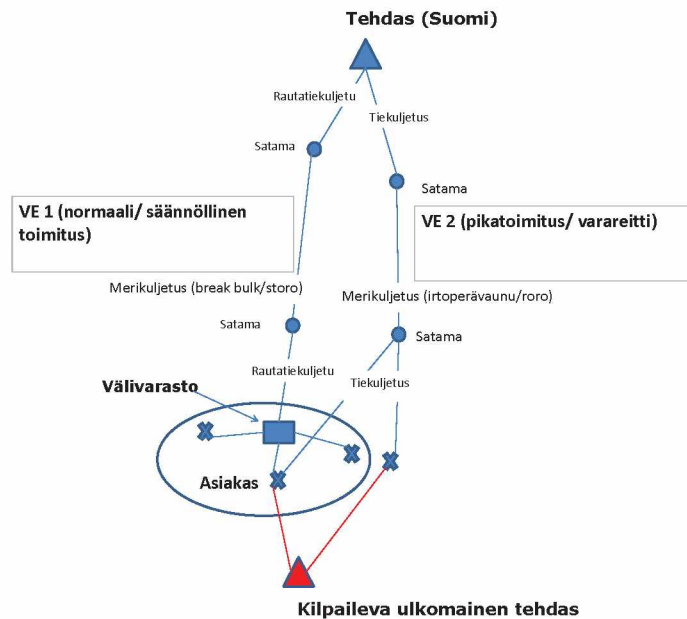 Tehdas (Suomi)
Rautatiekuljetu
Tiekuljetus
Satama
Satama
VE 1 (normaali/ säännöllinen
toimitus)
VE 2 (pikatoimitus/ varareitti)
Merikuljetus (break bulk/storo)
Merikuljetus (irtoperävaunu/roro)
Satama
Satama
Rautatiekuljetu
Tiekuljetus
Välivarasto
Asiakas
Kilpaileva ulkomainen tehdas